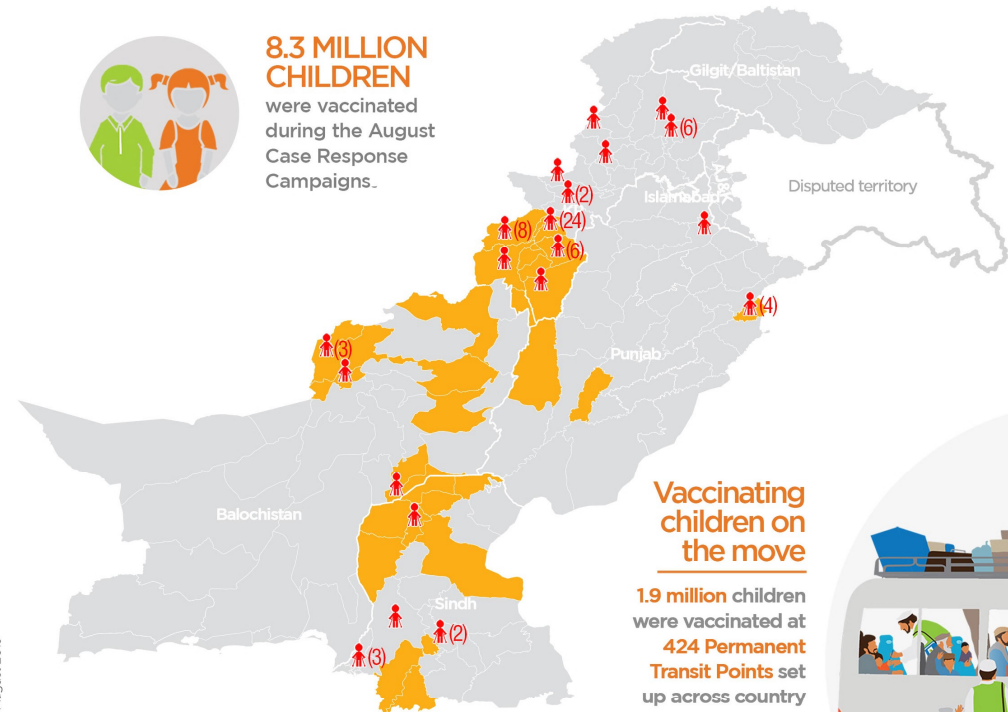 8.3 MILLION
CHILDREN
were vaccinated
during the August
Case Response
Campaigns.
Gilgit/Baltistan
(6)
Disputed territory
(2)
Islamabad
(24)
(8)
(6)
(4)
(3)
Punjab
Balochistan
Sindh
(2)
(3)
Vaccinating
children on
the move
1.9 million children
were vaccinated at
424 Permanent
Transit Points set
up across country